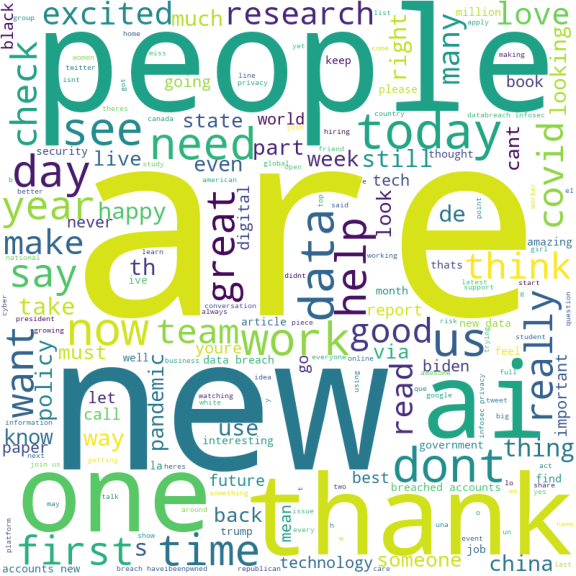 black
group
excited
much
research
people
many
right
million
list
apply
love
looking
women
home
miss
yet
come
making
twitter
isnt
got
line
privacy
going
theres
keep
please
book
check
see
canada
state
world
today
country
databreach infosec
join
hiring
need
part
week
still
thought
cant
covid
day
security
live
even
tech
friend
study
global
open
better
american
year
happy
never
are
great
digital
data
top
said
help
look
de
point
worker
el
amazing
girl
make
th
learn
ive
thats
think
say
national
conversation
always
didnt
working
month
latest
support
start
cyber
president
growing
take
now
team
work
article
piece
report
good
us
via
risk
new data
trying
really
question
must
youre
go
feel
student
important
want
policy
well
business
data breach
everyone
online
biden
let
pandemic
watching
white
idea
using
new
read
awesome
que
google
tweet
full
infosec privacy
big
ai
information
know
call
use
interesting
y
government
thing
paper
next
way
getting
la
heres
dont
act
join us
future
best
breached accounts
find
one
may
talk
something
around
two
lo
share
thank
yes
name
platform
show
back
trump
mean
issue
every
una
un
first
s
time
technology
someone
event
job
china
last
accounts new
breach haveibeenpwned
republican
care